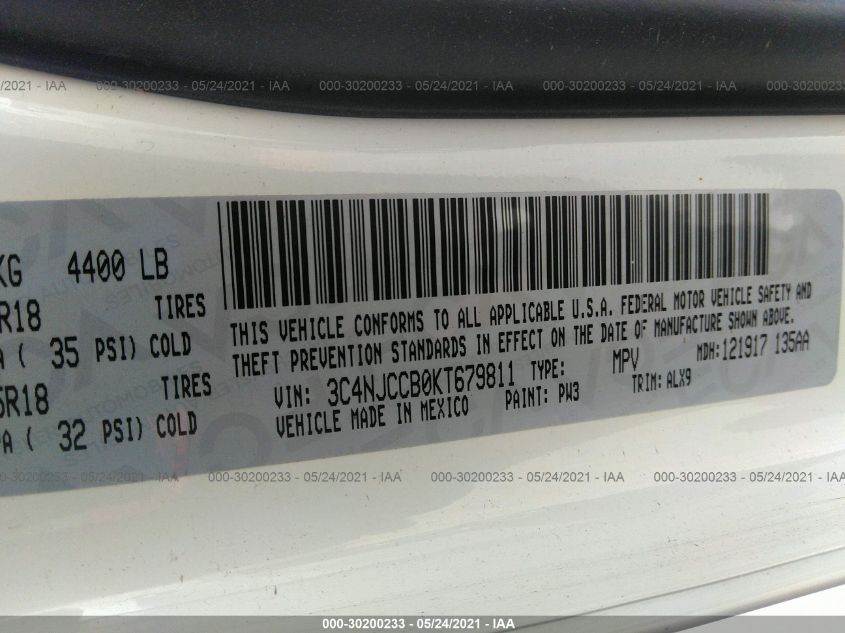 /2021 - IAA 000-30200233 - 05/24/2021 - IAA 000-30200233 - 05/24/2021 - IAA 000-30200233 - 05/24/2021
KG 4400 LB
R18 TIRES
A ( 35 PSI) COLD
5R18 TIRES
A ( 32 PSI) COLD
THIS VEHICLE CONFORMS TO ALL APPLICABLE U.S.A. FEDERAL MOTOR VEHICLE SAFETY AND
THEFT PREVENTION STANDARDS IN EFFECT ON THE DATE OF MANUFACTURE SHOWN ABOVE.
VIN: 3C4NJCCB0KT679811 TYPE: MPV MDH:121917 135AA
VEHICLE MADE IN MEXICO PAINT: PW3 TRIM: ALX9
05/24/2021 - IAA 000-30200233 - 05/24/2021 - IAA 000-30200233 - 05/24/2021 - IAA 000-30200233 - 05/24/2021 - IAA
000-30200233 - 05/24/2021 - IAA